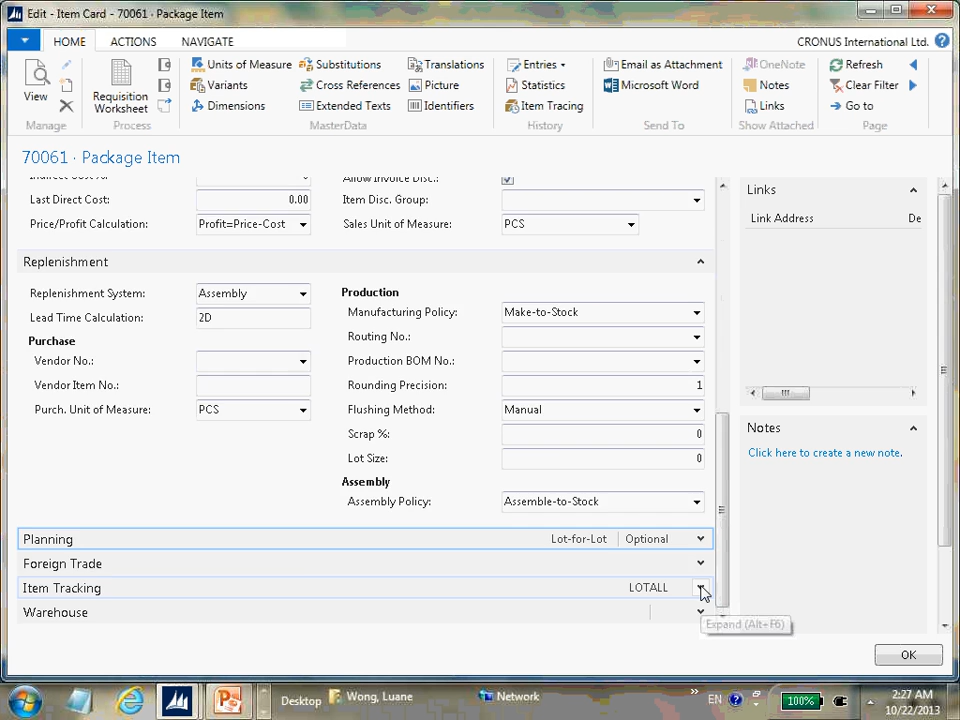 Edit - Item Card - 70061 · Package Item
HOME ACTIONS NAVIGATE CRONUS International Ltd.
View
Requisition Worksheet
Units of Measure Substitutions Translations
Variants Cross References Picture
Dimensions Extended Texts Identifiers
Entries
Statistics
Item Tracking
Email as Attachment
Microsoft Word
OneNote
Notes
Links
Refresh
Clear Filter
Go to
Manage Process MasterData History Send To Show Attached Page
70061 · Package Item
Last Direct Cost: 0.00
Price/Profit Calculation: Profit=Price-Cost
Allow Invoice Disc.:
Item Disc. Group:
Sales Unit of Measure: PCS
Replenishment
Replenishment System: Assembly
Lead Time Calculation: 2D
Purchase
Vendor No.:
Vendor Item No.:
Purch. Unit of Measure: PCS
Production
Manufacturing Policy: Make-to-Stock
Routing No.:
Production BOM No.:
Rounding Precision: 1
Flushing Method: Manual
Scrap %: 0
Lot Size: 0
Assembly
Assembly Policy: Assemble-to-Stock
Planning Lot-for-Lot Optional
Foreign Trade
Item Tracking LOTALL
Warehouse
Expand (Alt+F6)
Links
Link Address De
Notes
Click here to create a new note.
OK
Desktop Wong, Luane Network » EN 100% 2:27 AM
10/22/2013